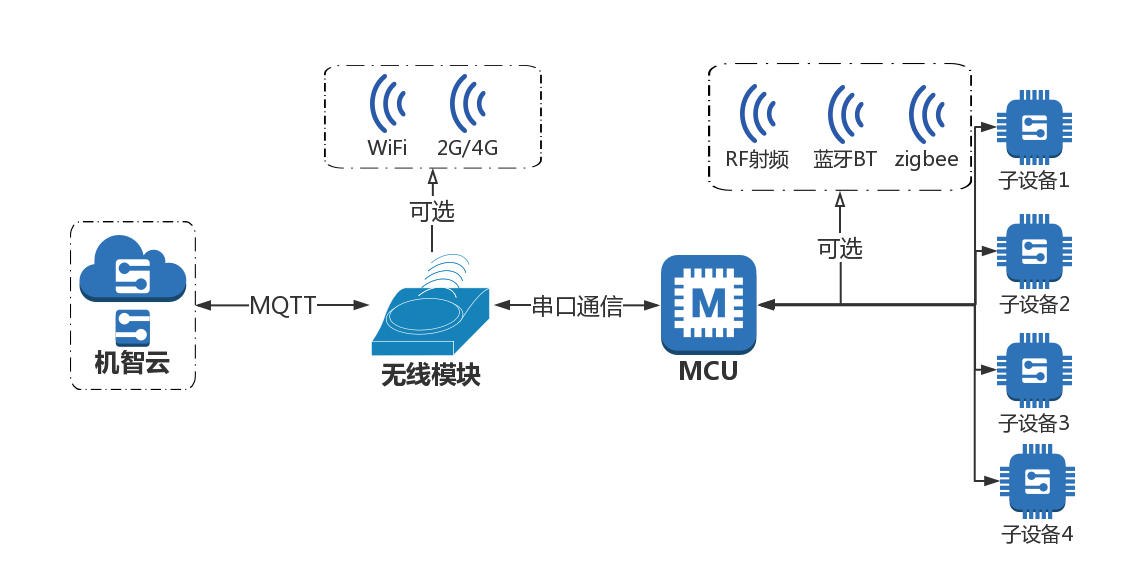 WiFi
2G/4G
可选
RF射频
蓝牙BT
zigbee
可选
机智云
MQTT
无线模块
串口通信
M
MCU
子设备1
子设备2
子设备3
子设备4